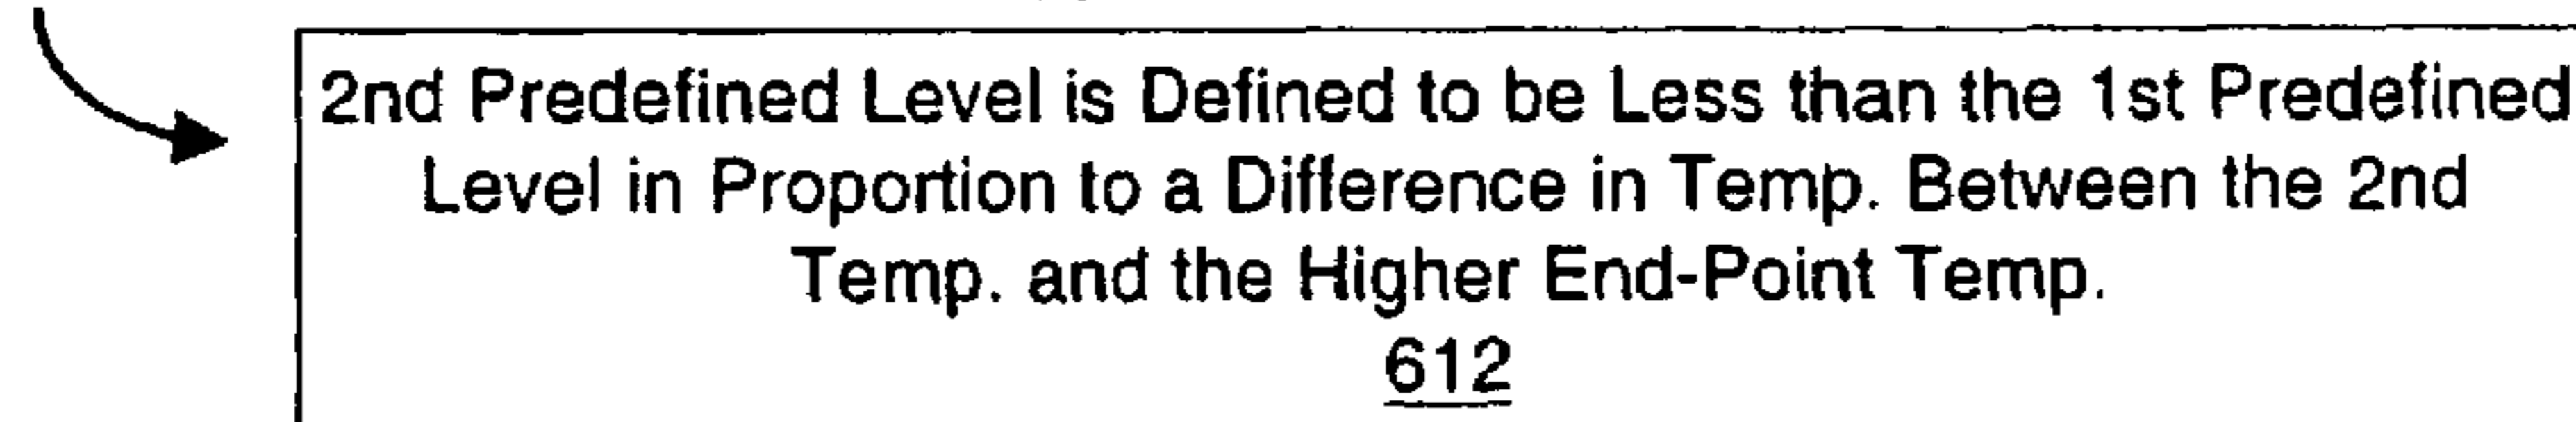 2nd Predefined Level is Defined to be Less than the 1st Predefined
Level in Proportion to a Difference in Temp. Between the 2nd
Temp. and the Higher End-Point Temp.
612